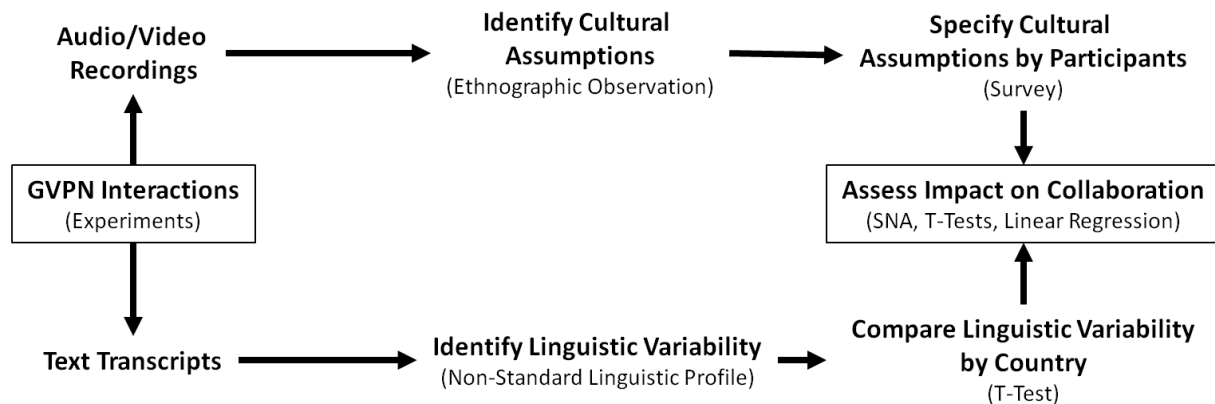 Audio/Video
Recordings
Identify Cultural
Assumptions
(Ethnographic Observation)
Specify Cultural
Assumptions by Participants
(Survey)
GVPN Interactions
(Experiments)
Assess Impact on Collaboration
(SNA, T-Tests, Linear Regression)
Text Transcripts
Identify Linguistic Variability
(Non-Standard Linguistic Profile)
Compare Linguistic Variability
by Country
(T-Test)